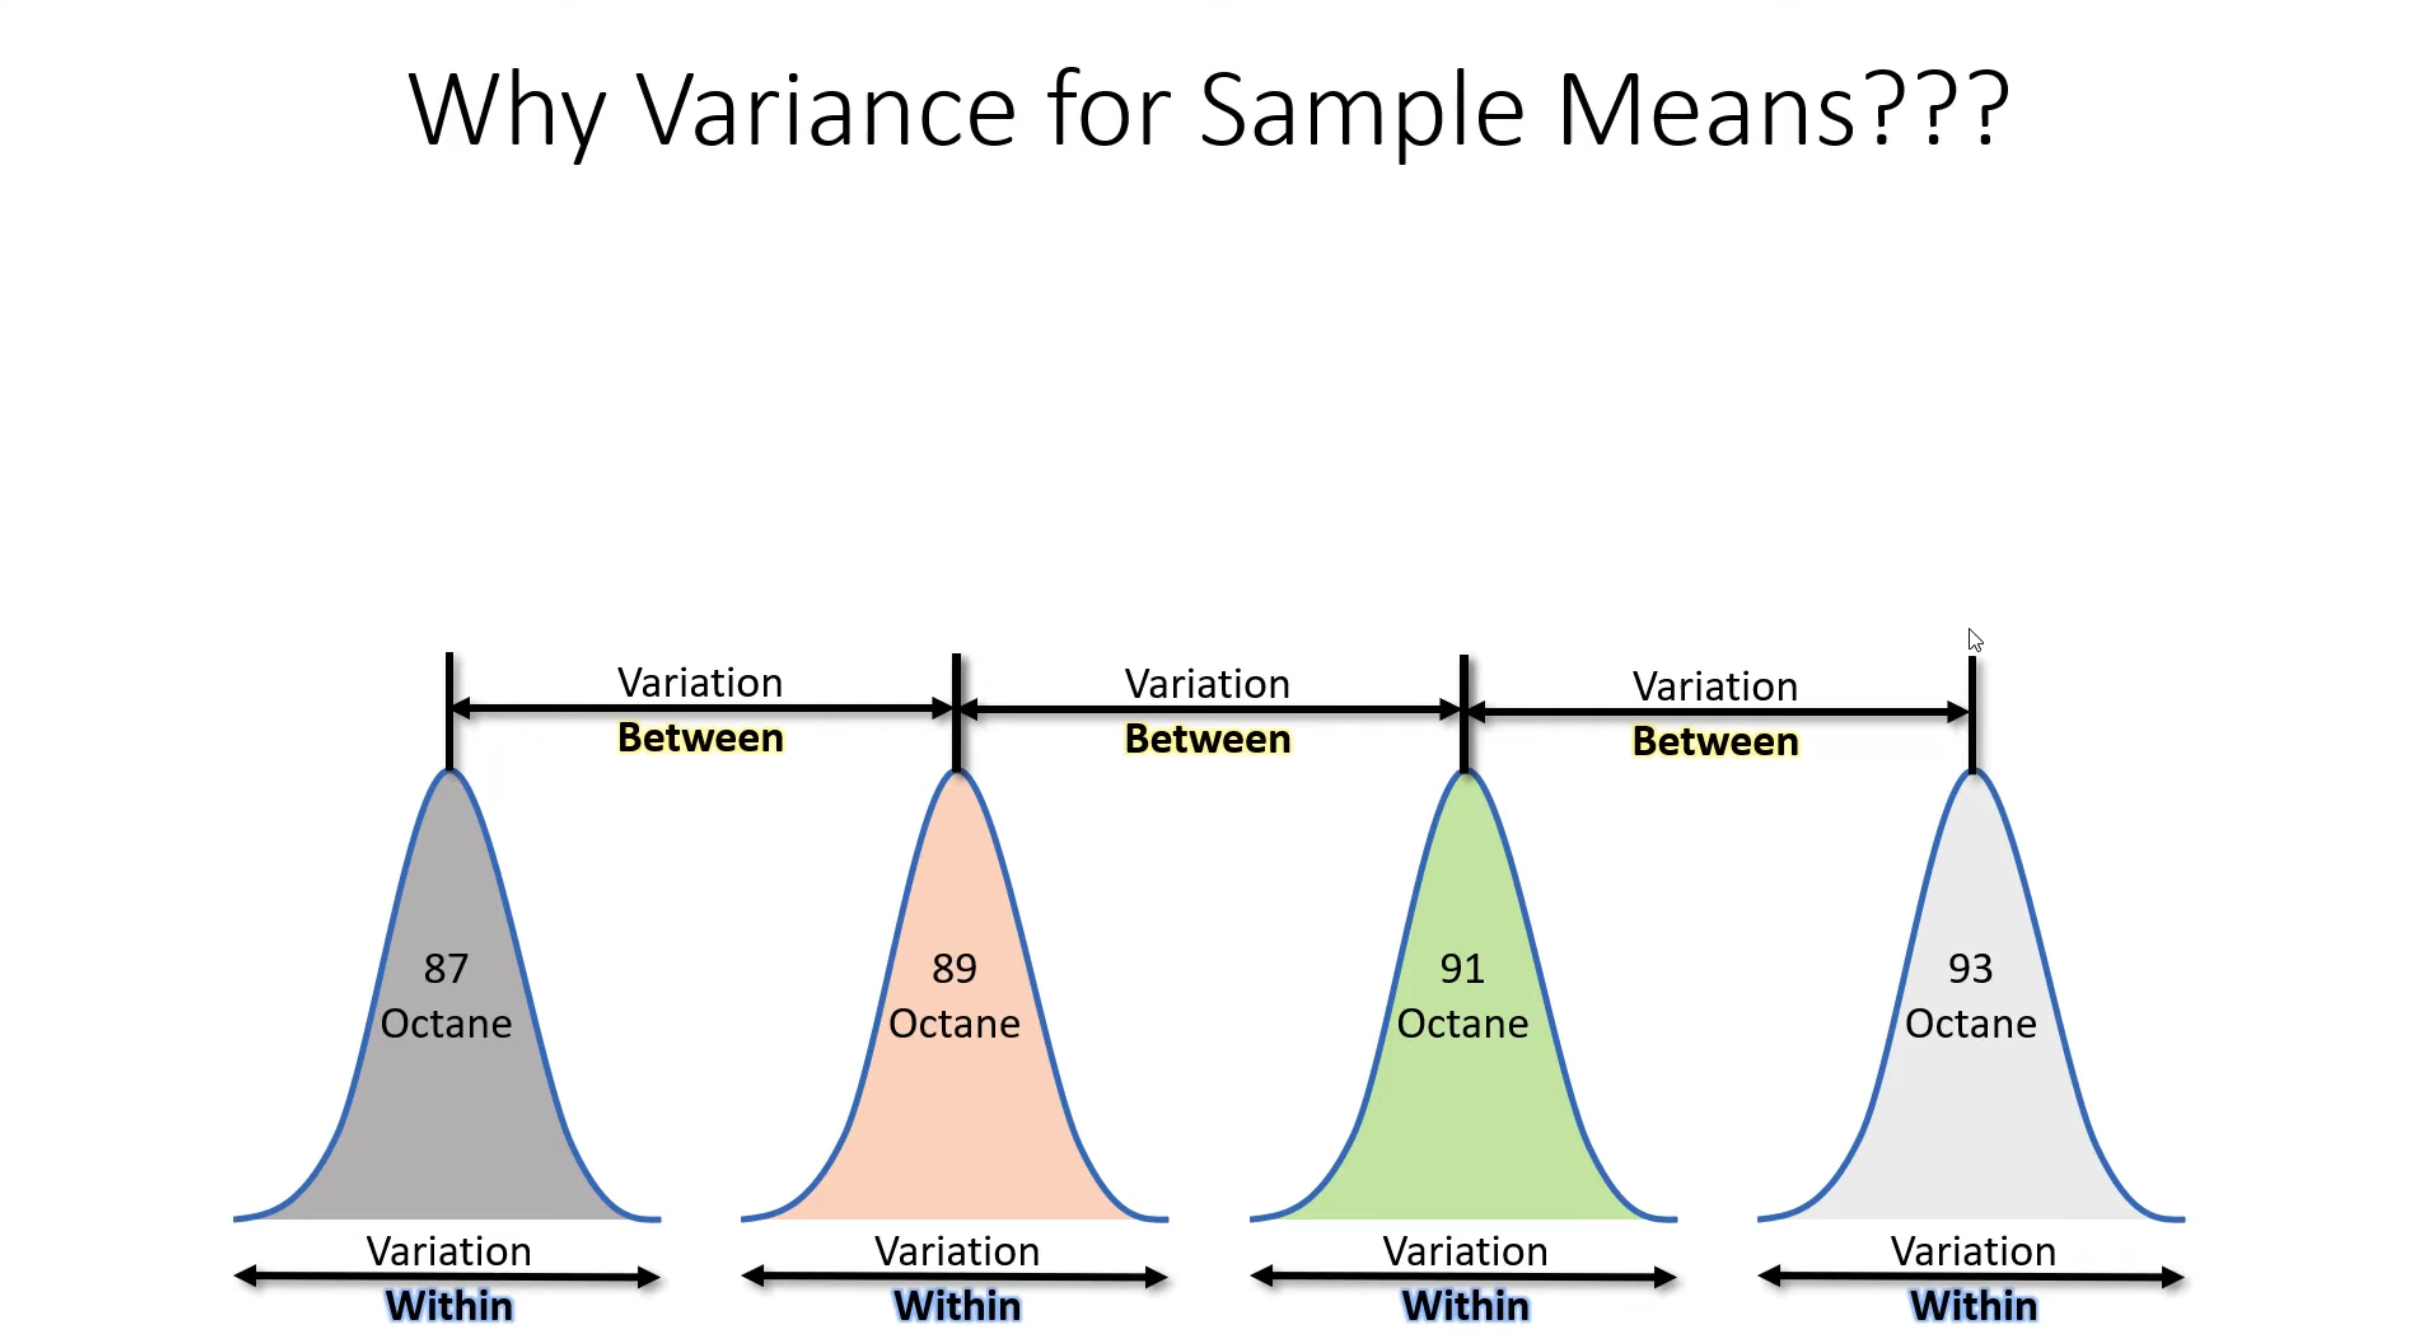 Why Variance for Sample Means???
Variation
Between
Variation
Between
Variation
Between
87
Octane
89
Octane
91
Octane
93
Octane
Variation
Within
Variation
Within
Variation
Within
Variation
Within